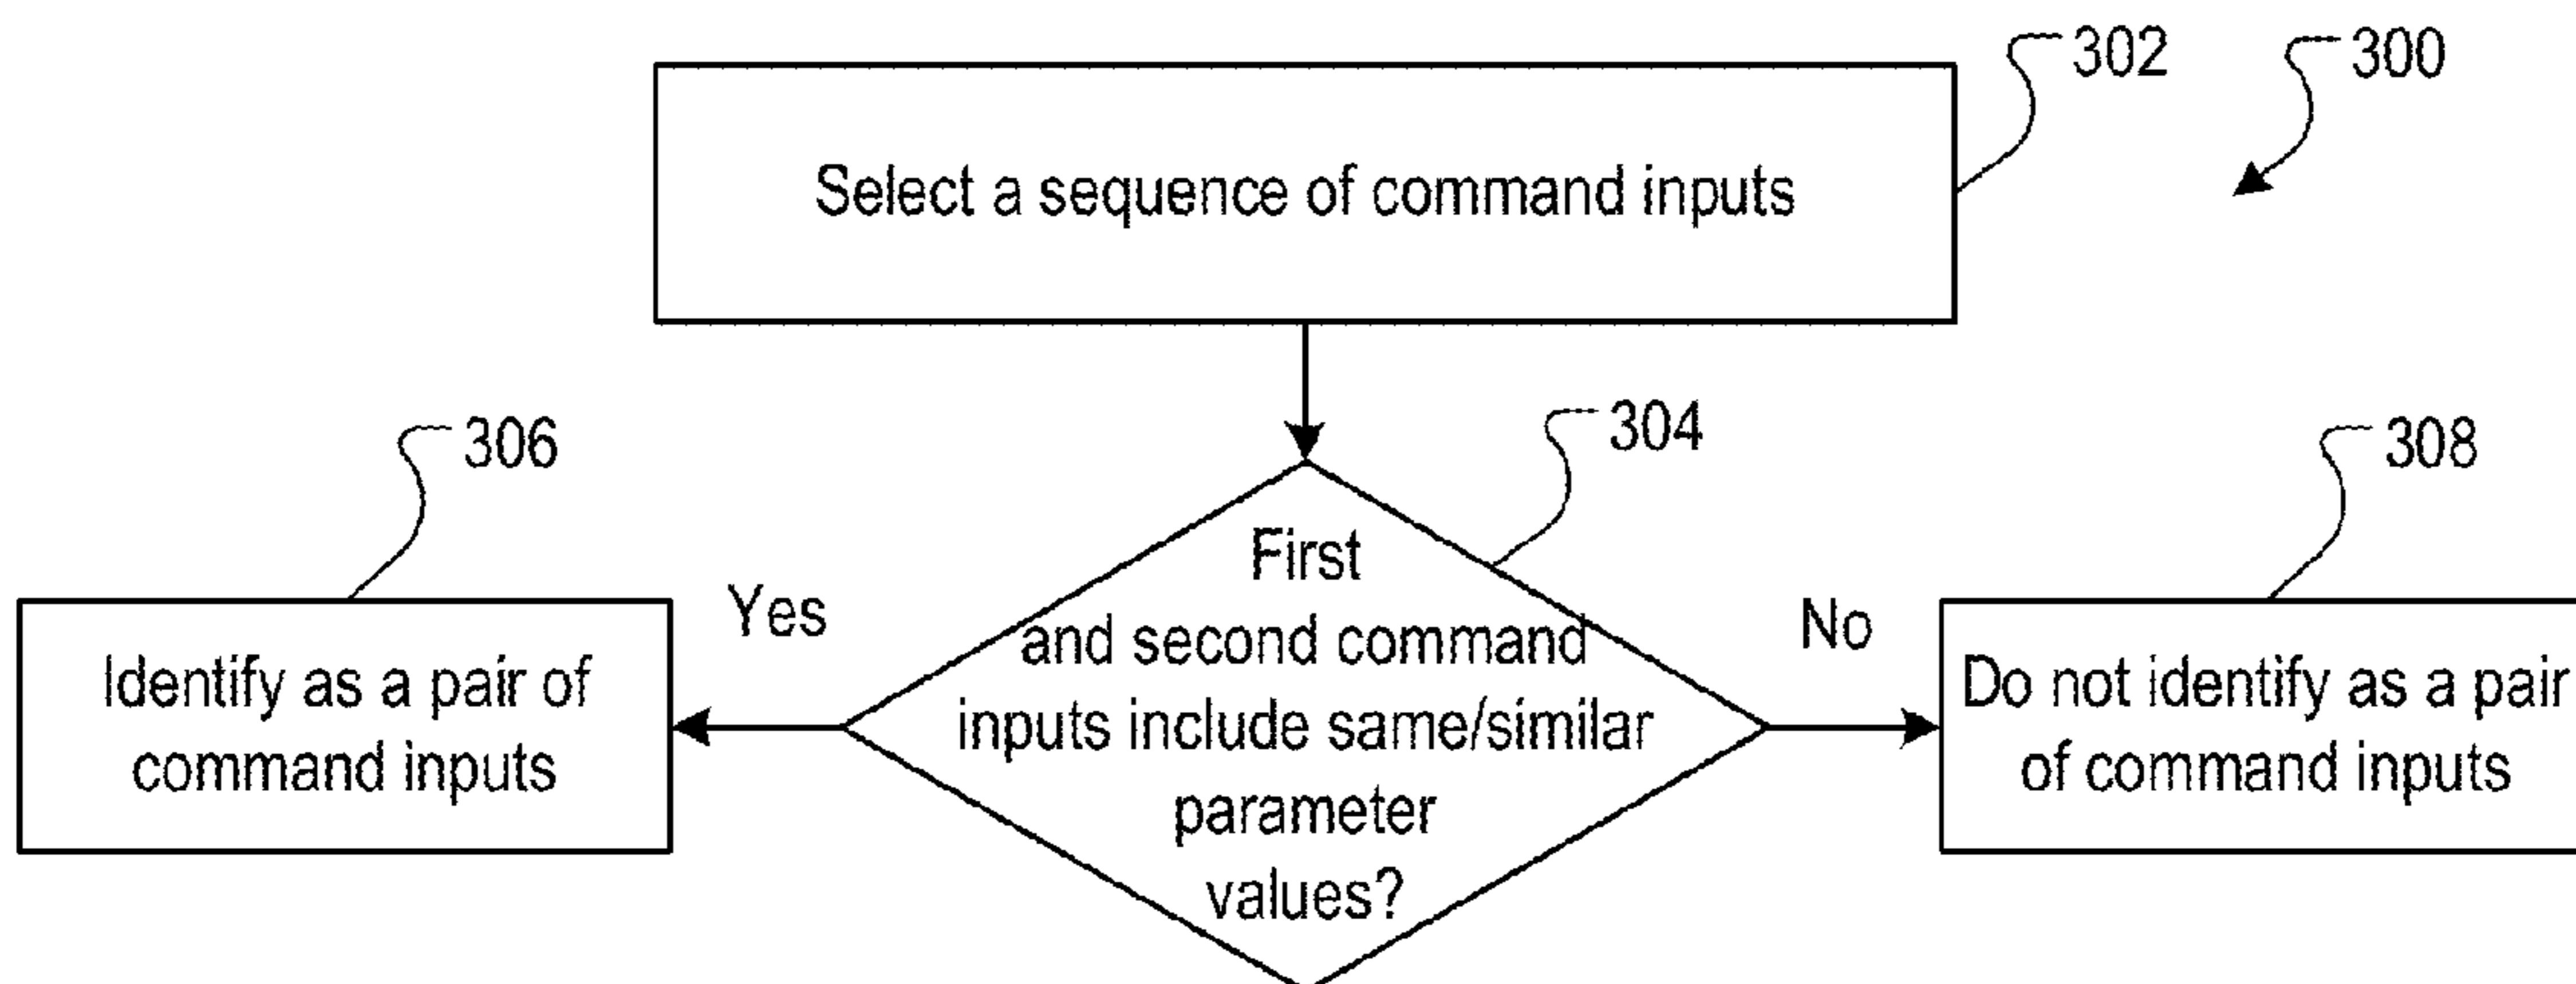 302
300
Select a sequence of command inputs
304
306
308
First
and second command
inputs include same/similar
parameter
values?
Yes
No
Identify as a pair of
command inputs
Do not identify as a pair
of command inputs